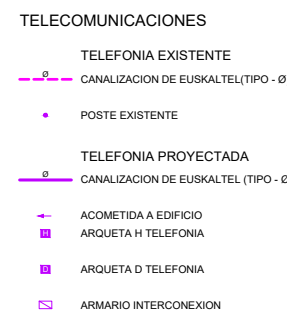 TELECOMUNICACIONES
TELEFONIA EXISTENTE
Ø
CANALIZACION DE EUSKALTEL(TIPO - Ø
POSTE EXISTENTE
TELEFONIA PROYECTADA
Ø
CANALIZACION DE EUSKALTEL (TIPO - Ø
ACOMETIDA A EDIFICIO
H ARQUETA H TELEFONIA
D ARQUETA D TELEFONIA
ARMARIO INTERCONEXION